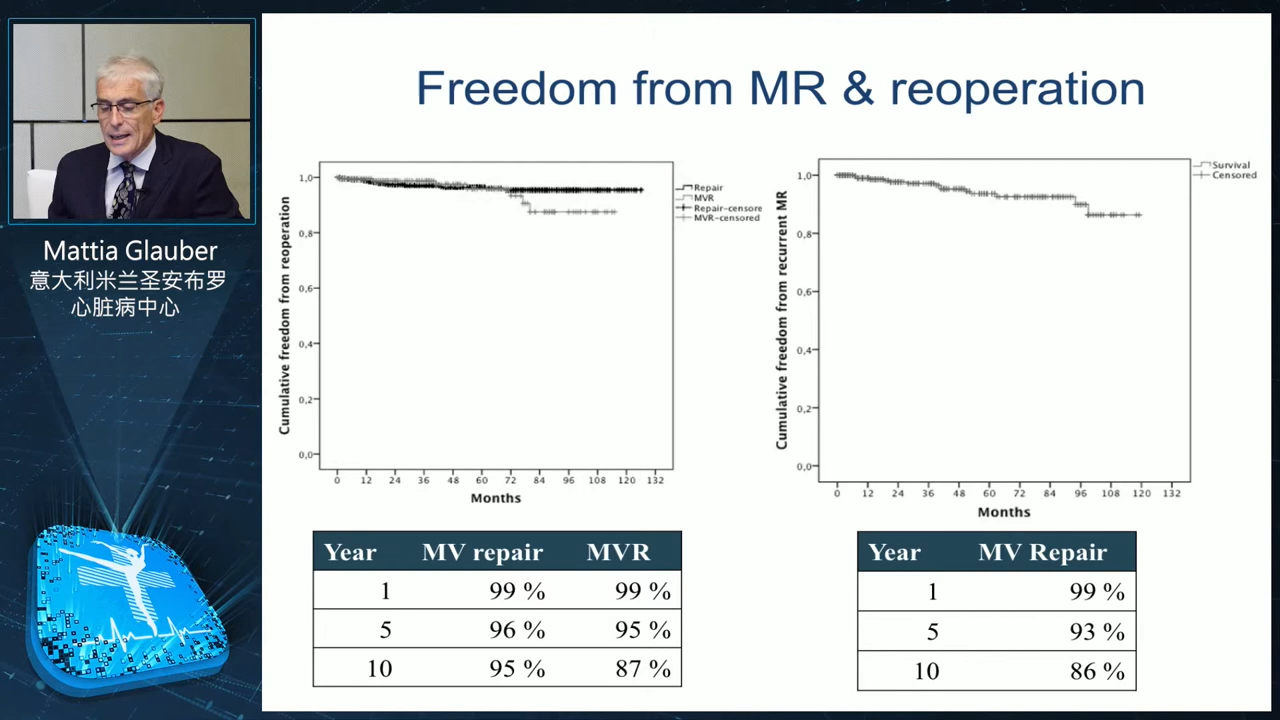 Mattia Glauber
意大利米兰圣安布罗
心脏病中心
Freedom from MR & reoperation
Cumulative freedom from reoperation
1,0
0,8
0,6
0,4
0,2
0,0
0 12 24 36 48 60 72 84 96 108 120 132
Months
Repair
MVR
Repair-censore
MVR-censored
Cumulative freedom from recurrent MR
1,0
0,8
0,6
0,4
0,2
0,0
0 12 24 36 48 60 72 84 96 108 120 132
Months
Survival
Censored
Year MV repair MVR
1 99 % 99 %
5 96 % 95 %
10 95 % 87 %
Year MV Repair
1 99 %
5 93 %
10 86 %